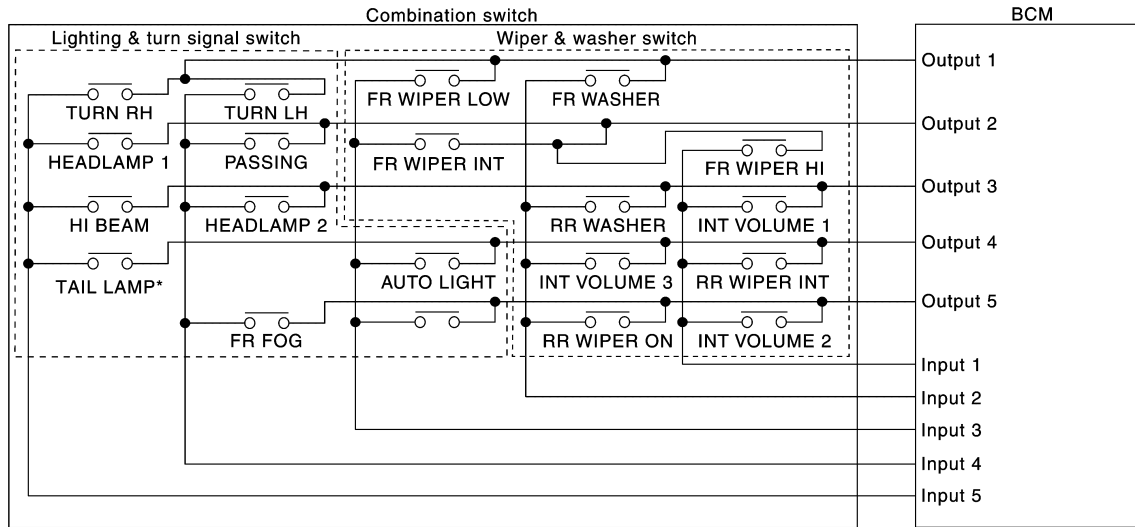 Combination switch
BCM
Lighting & turn signal switch
Wiper & washer switch
Output 1
TURN RH
TURN LH
FR WIPER LOW
FR WASHER
Output 2
HEADLAMP 1
PASSING
FR WIPER INT
FR WIPER HI
Output 3
HI BEAM
HEADLAMP 2
RR WASHER
INT VOLUME 1
Output 4
TAIL LAMP*
AUTO LIGHT
INT VOLUME 3
RR WIPER INT
Output 5
FR FOG
RR WIPER ON
INT VOLUME 2
Input 1
Input 2
Input 3
Input 4
Input 5